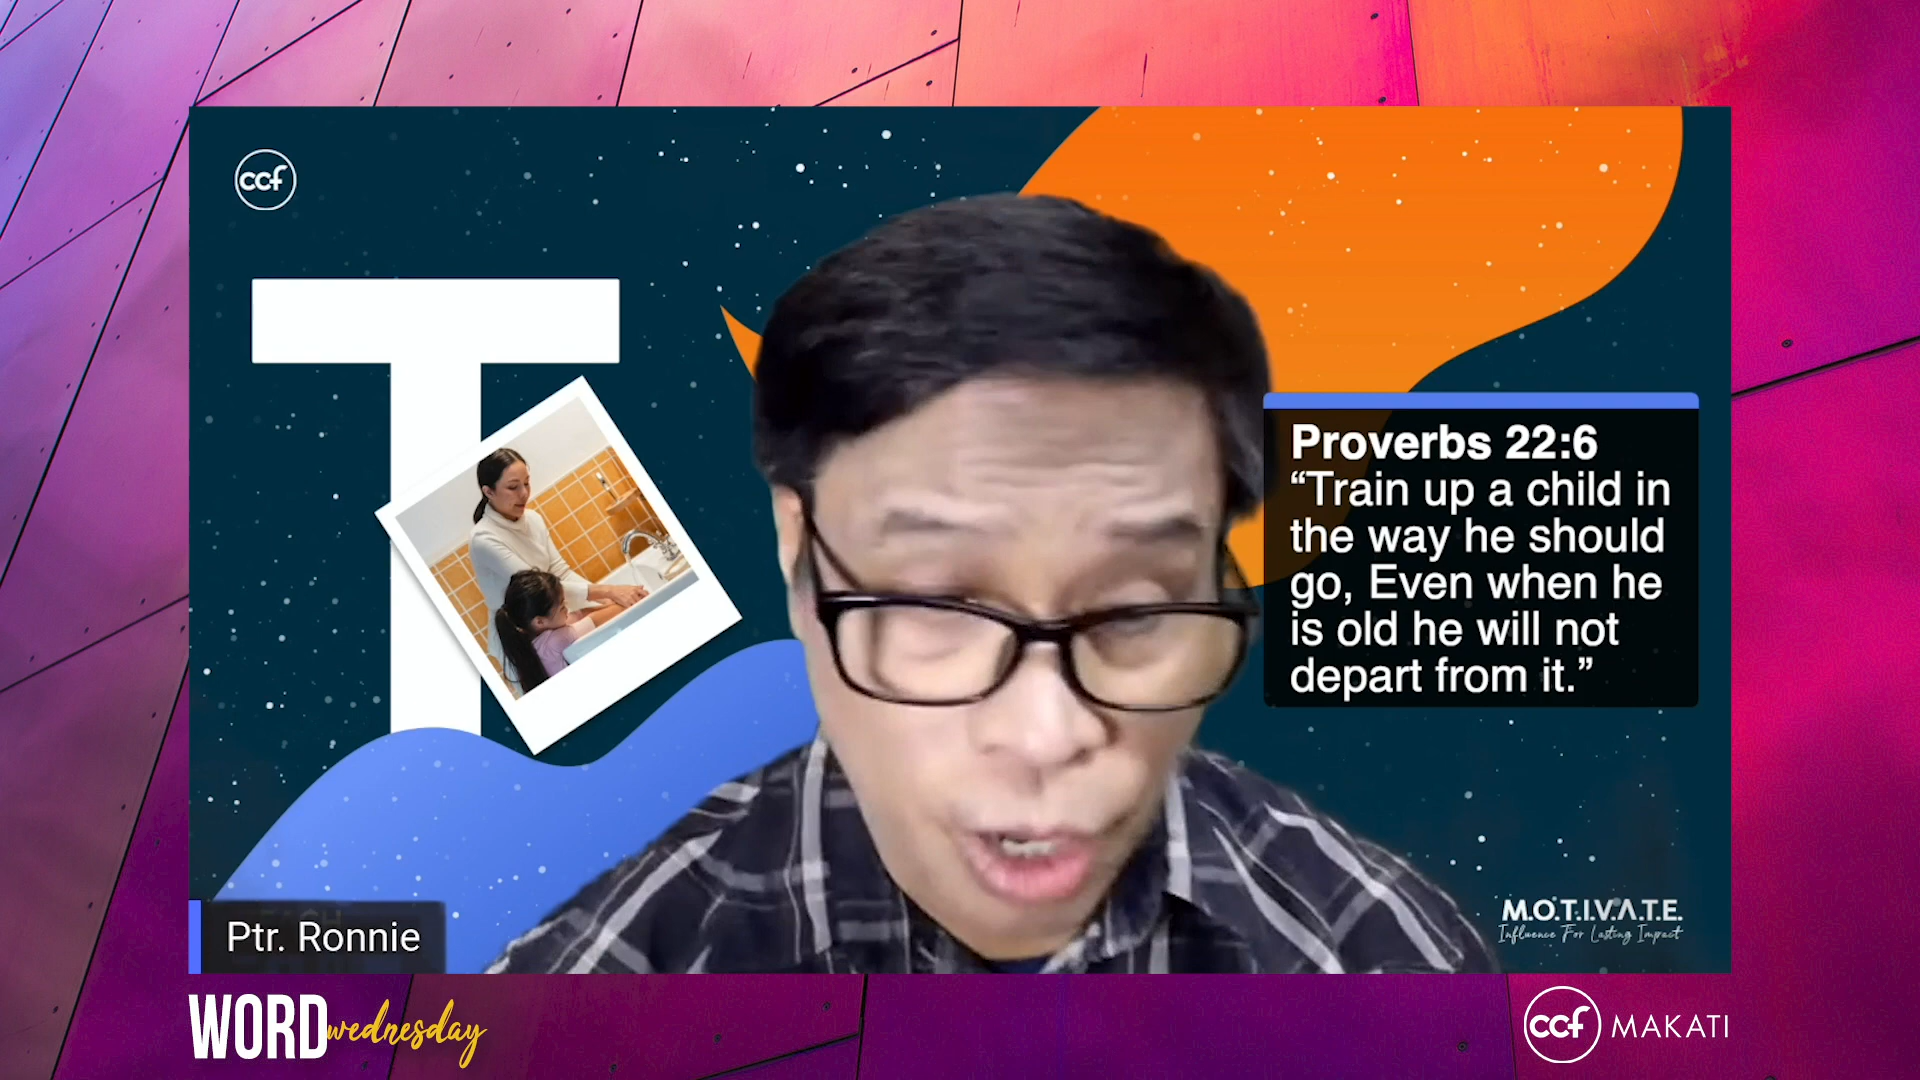 ccf
T
Proverbs 22:6
“Train up a child in
the way he should
go, Even when he
is old he will not
depart from it.”
M.O.T.I.V.A.T.E.
Influence For Lasting Impact
Ptr. Ronnie
WORD wednesday
ccf MAKATI